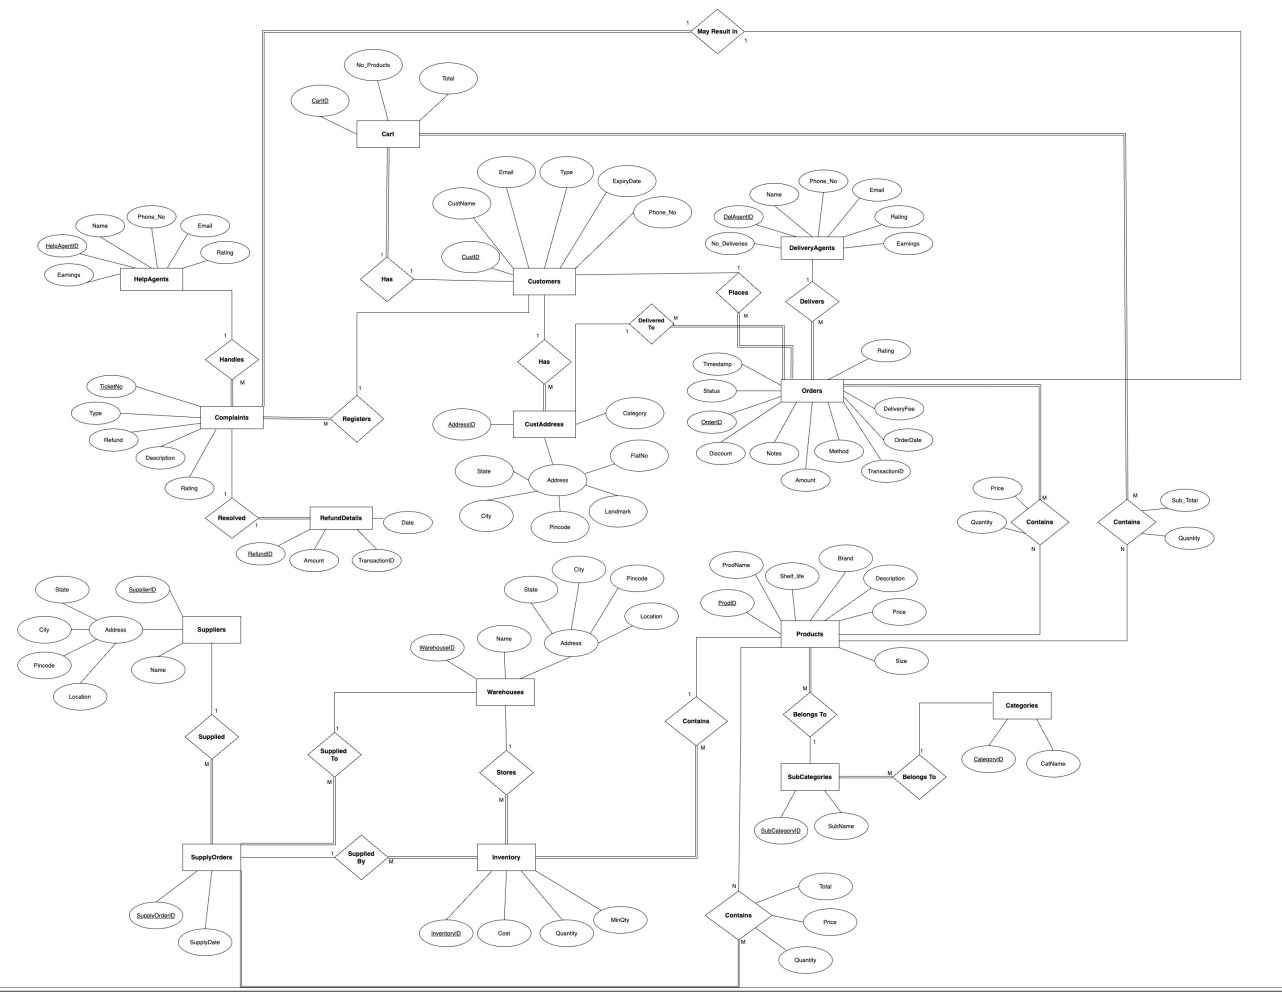 1
May Result in
1
No_Products
Total
CartID
Cart
Email
Type
ExpiryDate
CustName
Phone_No
CustID
Customers
Phone_No
Name
Email
DelAgentID
Rating
No_Deliveries
DeliveryAgents
Earnings
Phone_No
Name
Email
HelpAgentID
Rating
Earnings
HelpAgents
1
Has
1
1
Places
M
1
Delivers
M
Delivered
To
M
1
1
Handles
M
1
Has
M
1
Registers
M
TicketNo
Type
Refund
Description
Rating
Complaints
AddressID
CustAddress
Category
State
Address
FlatNo
City
Pincode
Landmark
Timestamp
Status
OrderID
Discount
Notes
Amount
Method
TransactionID
OrderDate
DeliveryFee
Rating
Orders
1
Resolved
1
RefundDetails
Date
RefundID
Amount
TransactionID
Price
Quantity
M
Contains
N
M
Contains
N
Sub_Total
Quantity
State
SupplierID
City
Address
Suppliers
Pincode
Name
Location
City
State
Pincode
Name
Location
WarehouseID
Address
Warehouses
ProdName
Shelf_life
Brand
Description
ProdID
Price
Products
Size
1
Supplied
M
1
Supplied
To
M
1
Stores
M
1
Contains
M
M
Belongs To
1
Categories
CategoryID
CatName
SubCategories
M
Belongs To
1
SubCategoryID
SubName
SupplyOrders
1
Supplied
By
M
Inventory
SupplyOrderID
SupplyDate
InventoryID
Cost
Quantity
MinQty
N
Contains
M
Total
Price
Quantity